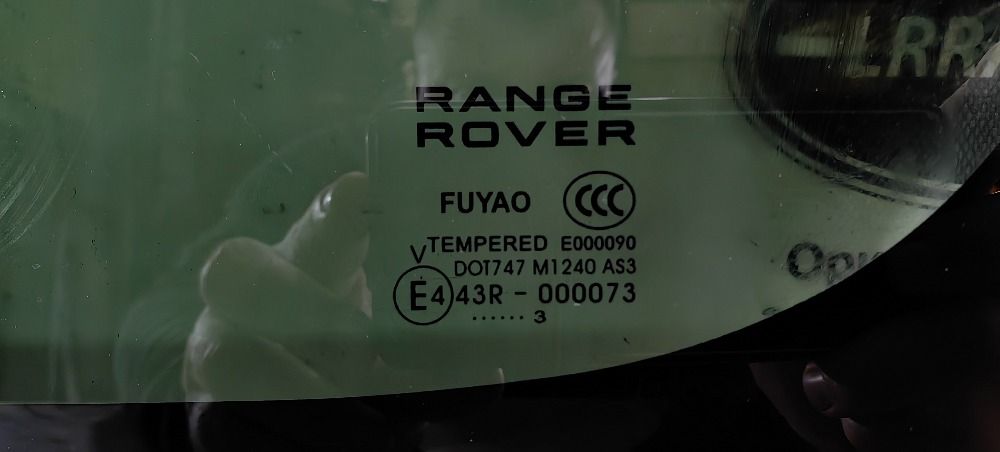 RANGE
ROVER
FUYAO CCC
V TEMPERED E000090
DOT747 M1240 AS3
E4 43R - 000073
...... 3